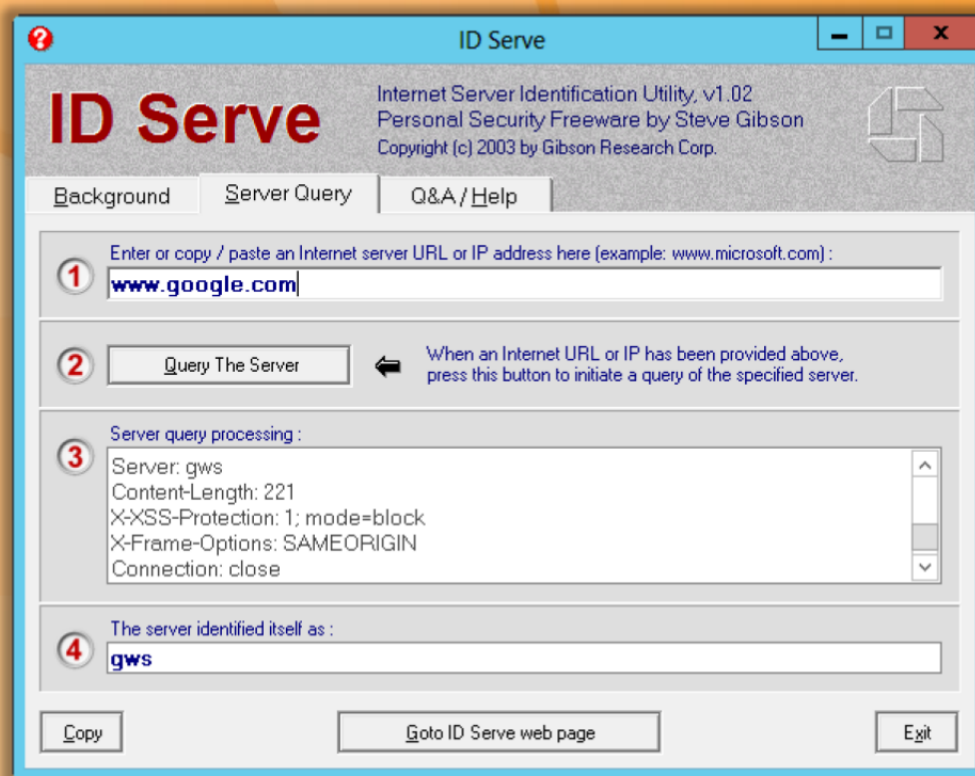 ID Serve
ID Serve
Internet Server Identification Utility, v1.02
Personal Security Freeware by Steve Gibson
Copyright (c) 2003 by Gibson Research Corp.
Background
Server Query
Q&A / Help
1
Enter or copy / paste an Internet server URL or IP address here (example: www.microsoft.com) :
www.google.com
2
Query The Server
When an Internet URL or IP has been provided above,
press this button to initiate a query of the specified server.
3
Server query processing :
Server: gws
Content-Length: 221
X-XSS-Protection: 1; mode=block
X-Frame-Options: SAMEORIGIN
Connection: close
4
The server identified itself as :
gws
Copy
Goto ID Serve web page
Exit